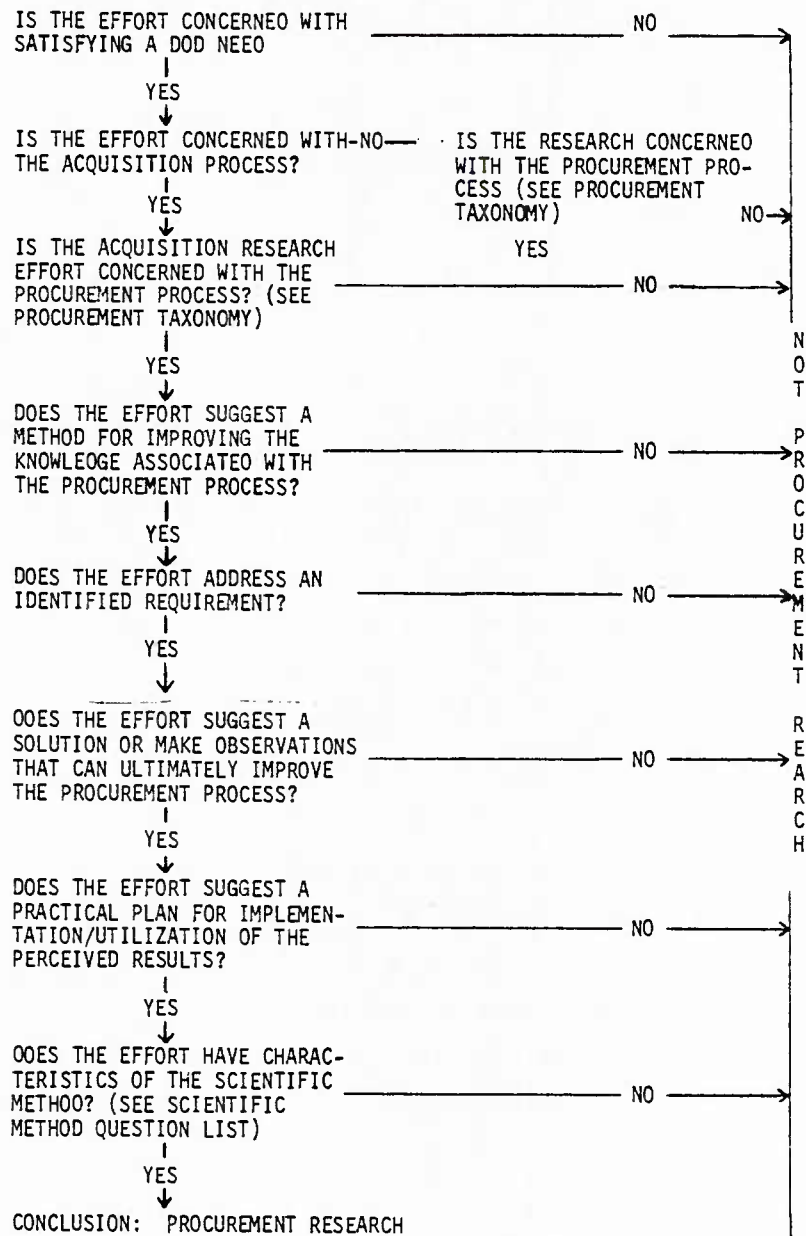 IS THE EFFORT CONCERNEO WITH
SATISFYING A DOD NEEO
NO
YES
IS THE EFFORT CONCERNED WITH-NO
THE ACQUISITION PROCESS?
IS THE RESEARCH CONCERNEO
WITH THE PROCUREMENT PRO-
CESS (SEE PROCUREMENT
TAXONOMY)
NO
YES
YES
IS THE ACQUISITION RESEARCH
EFFORT CONCERNED WITH THE
PROCUREMENT PROCESS? (SEE
PROCUREMENT TAXONOMY)
NO
YES
DOES THE EFFORT SUGGEST A
METHOD FOR IMPROVING THE
KNOWLEOGE ASSOCIATEO WITH
THE PROCUREMENT PROCESS?
NO
YES
DOES THE EFFORT ADDRESS AN
IDENTIFIED REQUIREMENT?
NO
YES
OOES THE EFFORT SUGGEST A
SOLUTION OR MAKE OBSERVATIONS
THAT CAN ULTIMATELY IMPROVE
THE PROCUREMENT PROCESS?
NO
YES
DOES THE EFFORT SUGGEST A
PRACTICAL PLAN FOR IMPLEMEN-
TATION/UTILIZATION OF THE
PERCEIVED RESULTS?
NO
YES
OOES THE EFFORT HAVE CHARAC-
TERISTICS OF THE SCIENTIFIC
METHOO? (SEE SCIENTIFIC
METHOD QUESTION LIST)
NO
YES
CONCLUSION: PROCUREMENT RESEARCH
NOT PROCUREMENT REARCH